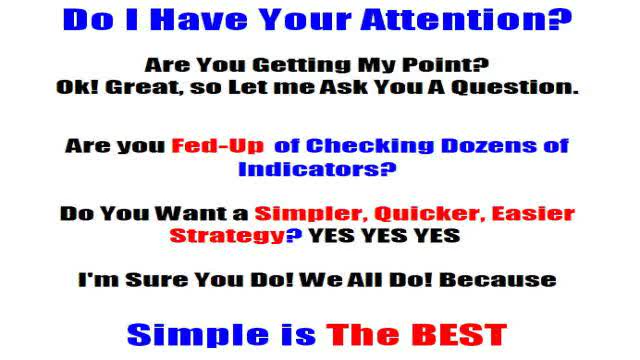 Do I Have Your Attention?
Are You Getting My Point?
Ok! Great, so Let me Ask You A Question.
Are you Fed-Up of Checking Dozens of
Indicators?
Do You Want a Simpler, Quicker, Easier
Strategy? YES YES YES
I'm Sure You Do! We All Do! Because
Simple is The BEST